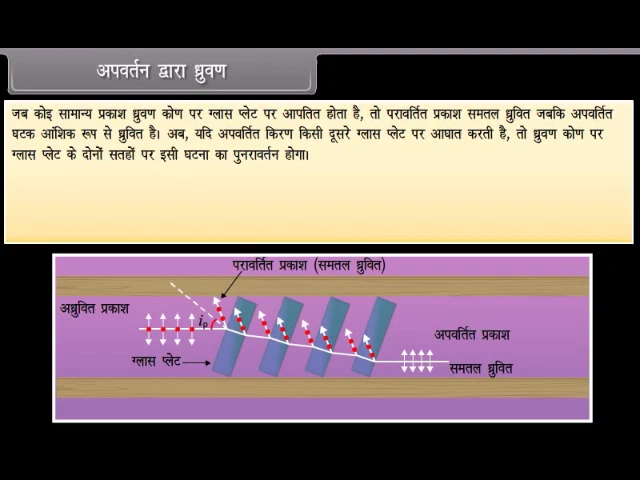 अपवर्तन द्वारा ध्रुवण
जब कोइ सामान्य प्रकाश ध्रुवण कोण पर ग्लास प्लेट पर आपतित होता है, तो परावर्तित प्रकाश समतल ध्रुवित जबकि अपवर्तित
घटक आंशिक रूप से ध्रुवित है। अब, यदि अपवर्तित किरण किसी दूसरे ग्लास प्लेट पर आघात करती है, तो ध्रुवण कोण पर
ग्लास प्लेट के दोनों सतहों पर इसी घटना का पुनरावर्तन होगा।
परावर्तित प्रकाश (समतल ध्रुवित)
अध्रुवित प्रकाश
ip
अपवर्तित प्रकाश
ग्लास प्लेट
समतल ध्रुवित